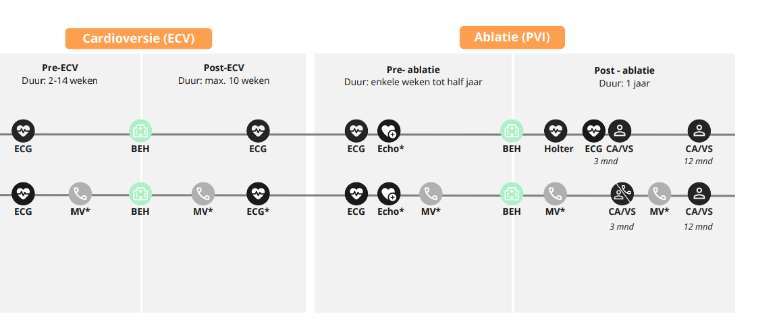 Cardioversie (ECV)
Ablatie (PVI)
Pre-ECV
Duur: 2-14 weken
Post-ECV
Duur: max. 10 weken
Pre- ablatie
Duur: enkele weken tot half jaar
Post - ablatie
Duur: 1 jaar
ECG BEH ECG ECG Echo* BEH Holter ECG CA/VS CA/VS
3 mnd 12 mnd
ECG MV* BEH MV* ECG* ECG Echo* MV* BEH MV* CA/VS MV* CA/VS
3 mnd 12 mnd